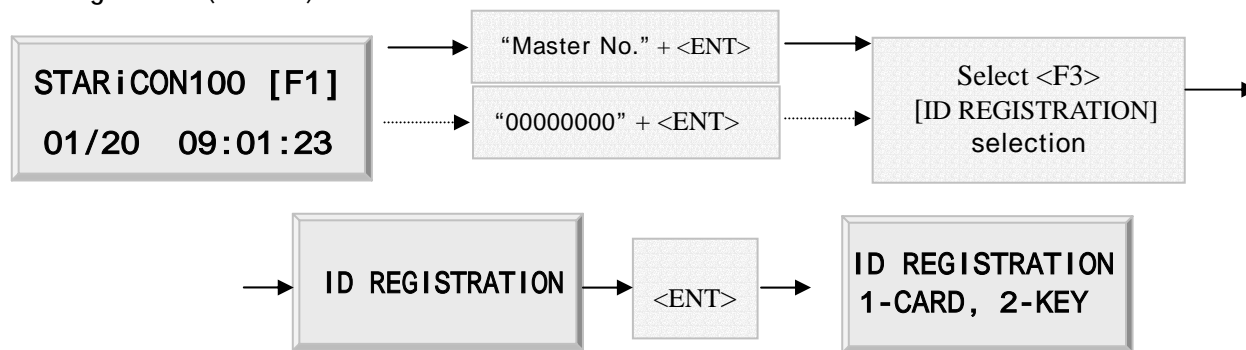 STARiCON100 [F1]
01/20 09:01:23
“Master No.” + <ENT>
“00000000” + <ENT>
Select <F3>
[ID REGISTRATION]
selection
ID REGISTRATION
<ENT>
ID REGISTRATION
1-CARD, 2-KEY